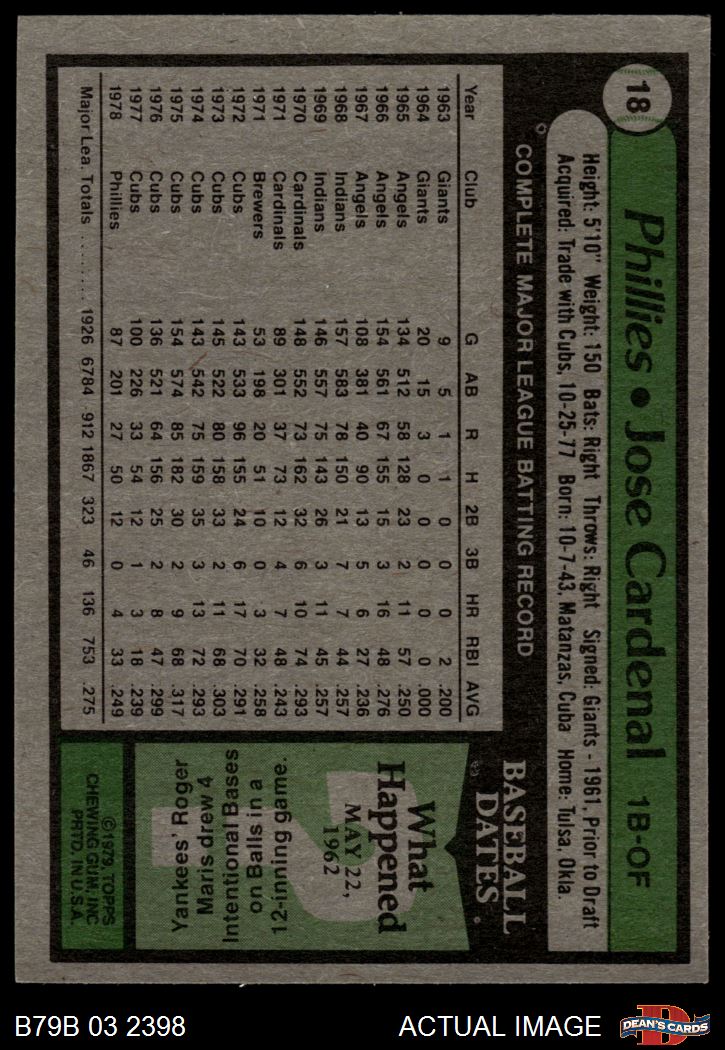 18
Phillies • Jose Cardenal 1B-OF
Height: 5'10" Weight: 150 Bats: Right Throws: Right Signed: Giants - 1961, Prior to Draft
Acquired: Trade with Cubs, 10-25-77 Born: 10-7-43, Matanzas, Cuba Home: Tulsa, Okla.
COMPLETE MAJOR LEAGUE BATTING RECORD
Year Club G AB R H 2B 3B HR RBI AVG
1963 Giants 9 5 1 1 0 0 0 2 .200
1964 Giants 20 15 3 0 0 0 0 0 .000
1965 Angels 134 512 58 128 23 2 11 57 .250
1966 Angels 154 561 67 155 15 3 16 48 .276
1967 Angels 108 381 40 90 13 5 6 27 .236
1968 Indians 157 583 78 150 21 7 7 44 .257
1969 Indians 146 557 75 143 26 3 11 45 .257
1970 Cardinals 148 552 73 162 32 6 10 74 .293
1971 Cardinals 89 301 37 73 12 4 7 48 .243
1971 Brewers 53 198 20 51 10 0 3 32 .258
1972 Cubs 143 533 96 155 24 6 17 70 .291
1973 Cubs 145 522 80 158 33 2 11 68 .303
1974 Cubs 143 542 75 159 35 3 13 72 .293
1975 Cubs 154 574 85 182 30 2 9 68 .317
1976 Cubs 136 521 64 156 25 2 8 47 .299
1977 Cubs 100 226 33 54 12 1 3 18 .239
1978 Phillies 87 201 27 50 12 0 4 33 .249
Major Lea. Totals ........ 1926 6784 912 1867 323 46 136 753 .275
BASEBALL
DATES
What
Happened
MAY 22,
1962
?
Yankees' Roger
Maris drew 4
Intentional Bases
on Balls in a
12-inning game.
©1979 TOPPS
CHEWING GUM, INC
PRTD. IN U.S.A.
B79B 03 2398 ACTUAL IMAGE
D
DEAN'S CARDS